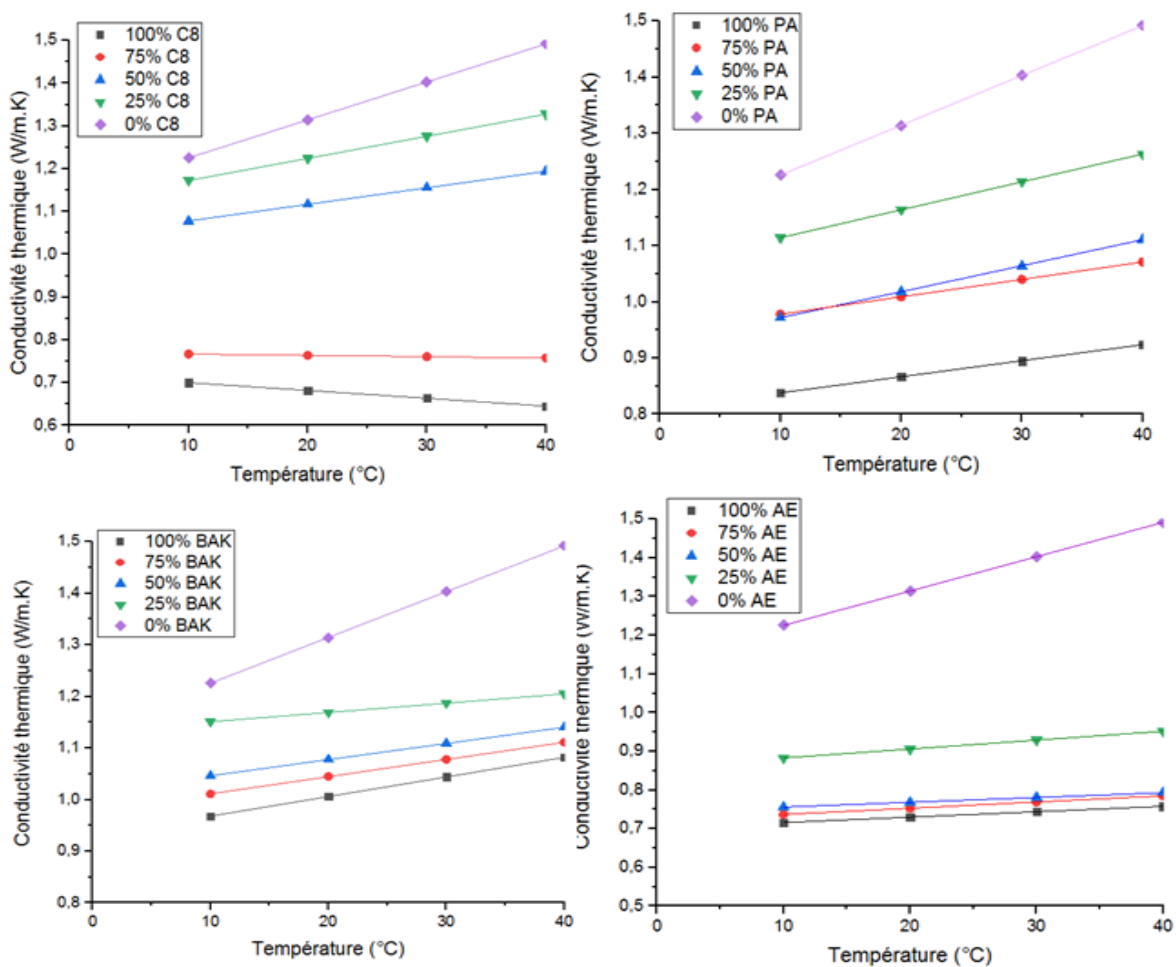 100% C8
75% C8
50% C8
25% C8
0% C8
1,5
1,4
1,3
1,2
1,1
1,0
0,9
0,8
0,7
0,6
0
10
20
30
40
Conductivité thermique (W/m.K)
Température (°C)
100% PA
75% PA
50% PA
25% PA
0% PA
1,5
1,4
1,3
1,2
1,1
1,0
0,9
0,8
0
10
20
30
40
Conductivité thermique (W/m.K)
Température (°C)
100% BAK
75% BAK
50% BAK
25% BAK
0% BAK
1,5
1,4
1,3
1,2
1,1
1,0
0,9
0,8
0
10
20
30
40
Conductivité thermique (W/m.K)
Température (°C)
100% AE
75% AE
50% AE
25% AE
0% AE
1,5
1,4
1,3
1,2
1,1
1,0
0,9
0,8
0,7
0,6
0,5
0
10
20
30
40
Conductivité thermique (W/m.K)
Température (°C)